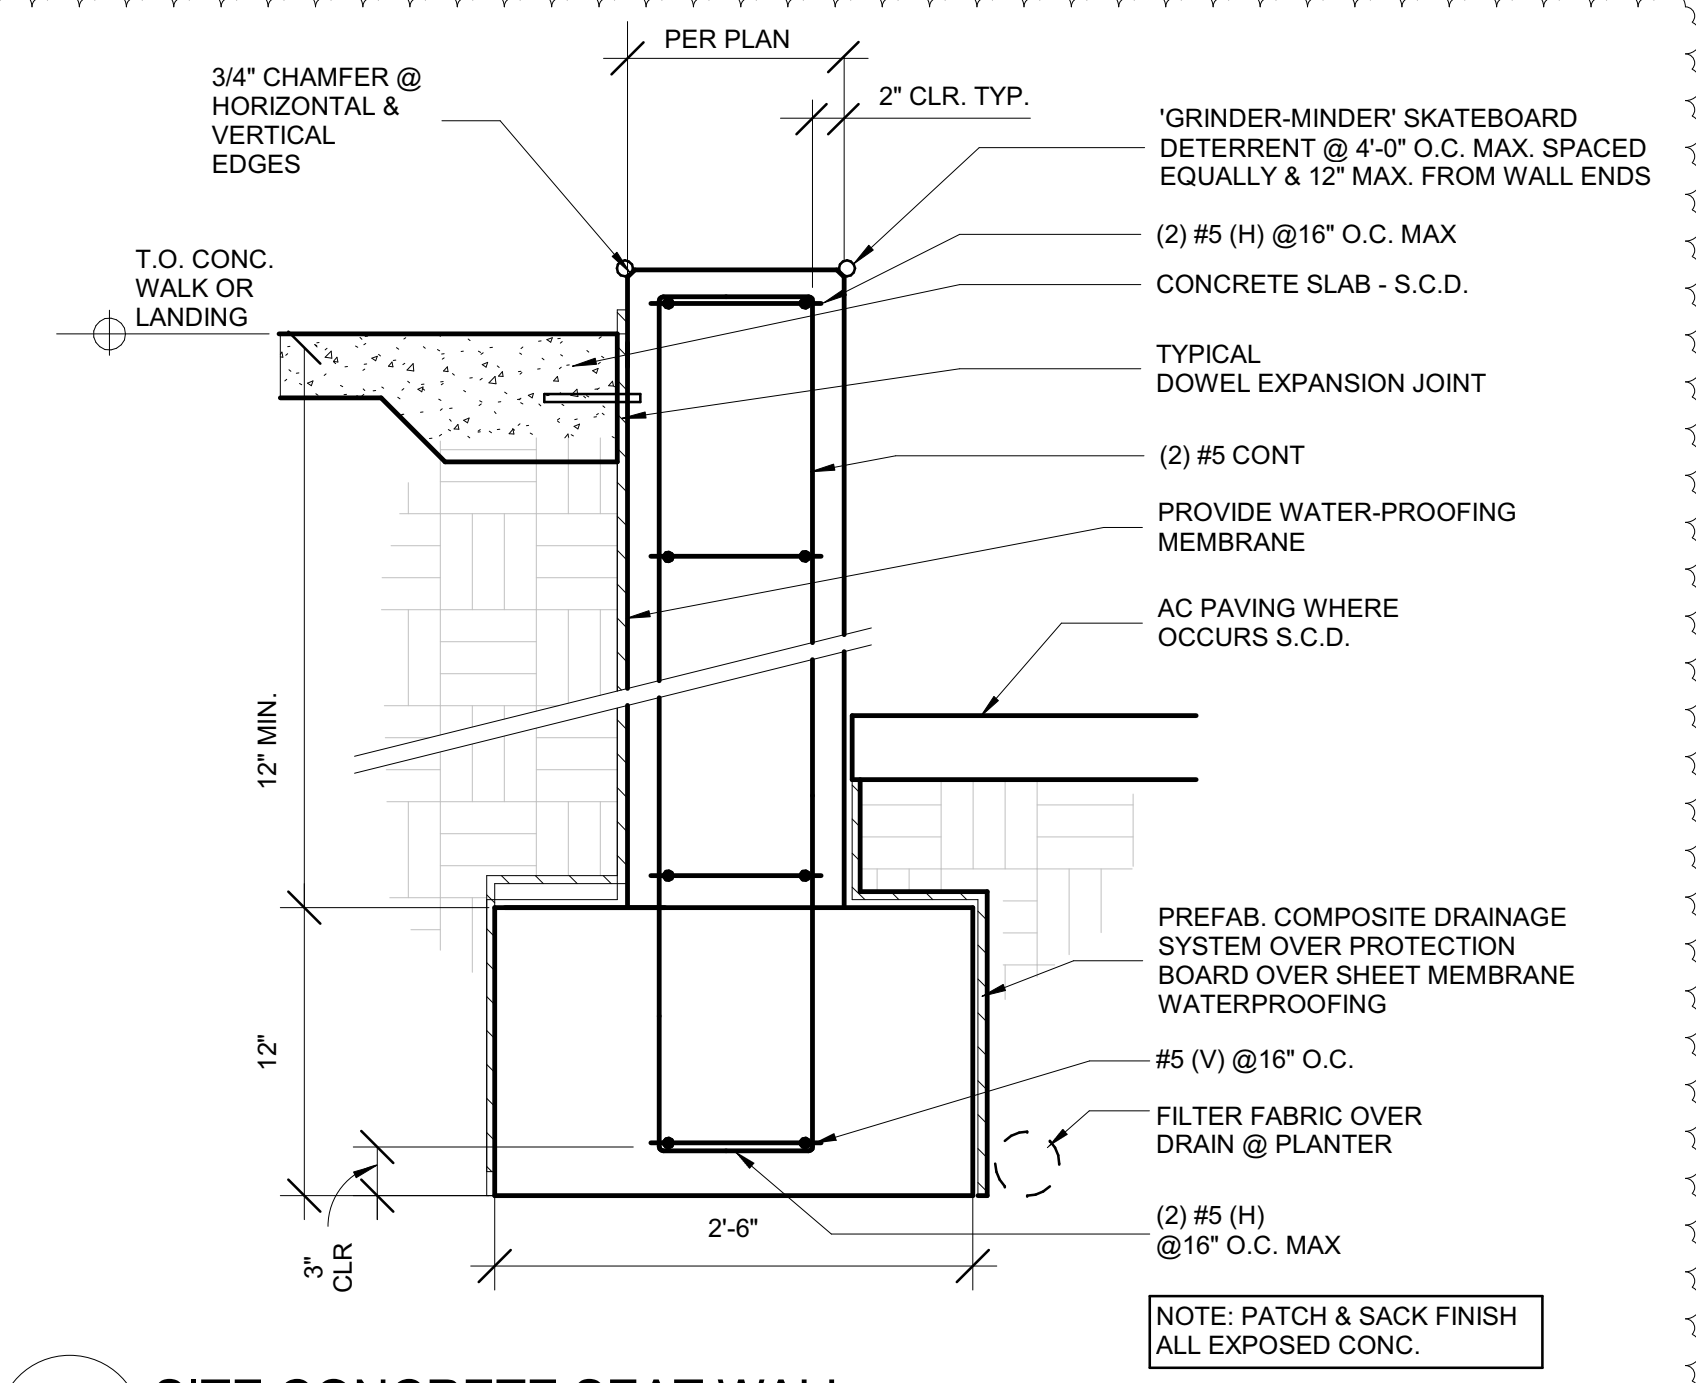 PER PLAN
3/4" CHAMFER @
HORIZONTAL &
VERTICAL
EDGES
2" CLR. TYP.
'GRINDER-MINDER' SKATEBOARD
DETERRENT @ 4'-0" O.C. MAX. SPACED
EQUALLY & 12" MAX. FROM WALL ENDS
(2) #5 (H) @16" O.C. MAX
T.O. CONC.
WALK OR
LANDING
CONCRETE SLAB - S.C.D.
TYPICAL
DOWEL EXPANSION JOINT
(2) #5 CONT
PROVIDE WATER-PROOFING
MEMBRANE
AC PAVING WHERE
OCCURS S.C.D.
12" MIN.
PREFAB. COMPOSITE DRAINAGE
SYSTEM OVER PROTECTION
BOARD OVER SHEET MEMBRANE
WATERPROOFING
12"
#5 (V) @16" O.C.
FILTER FABRIC OVER
DRAIN @ PLANTER
(2) #5 (H)
@16" O.C. MAX
2'-6"
3"
CLR
NOTE: PATCH & SACK FINISH
ALL EXPOSED CONC.
SITE CONCRETE SEAT WALL